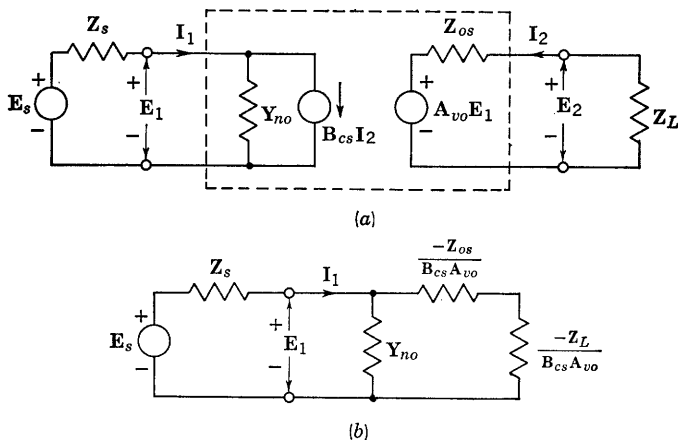 Z_s
I_1
Z_os
I_2
+
E_s
−
+
E_1
−
Y_no
B_cs I_2
+
A_vo E_1
−
+
E_2
−
Z_L
(a)
Z_s
I_1
−Z_os
B_cs A_vo
+
E_s
−
+
E_1
−
Y_no
−Z_L
B_cs A_vo
(b)